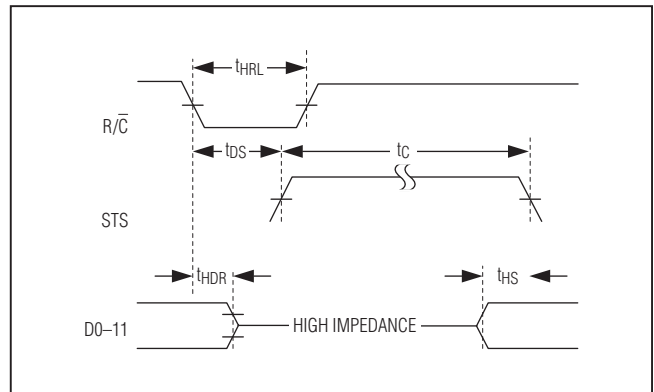 tHRL
R/C̅
tDS
tC
STS
tHDR
tHS
D0–11
HIGH IMPEDANCE